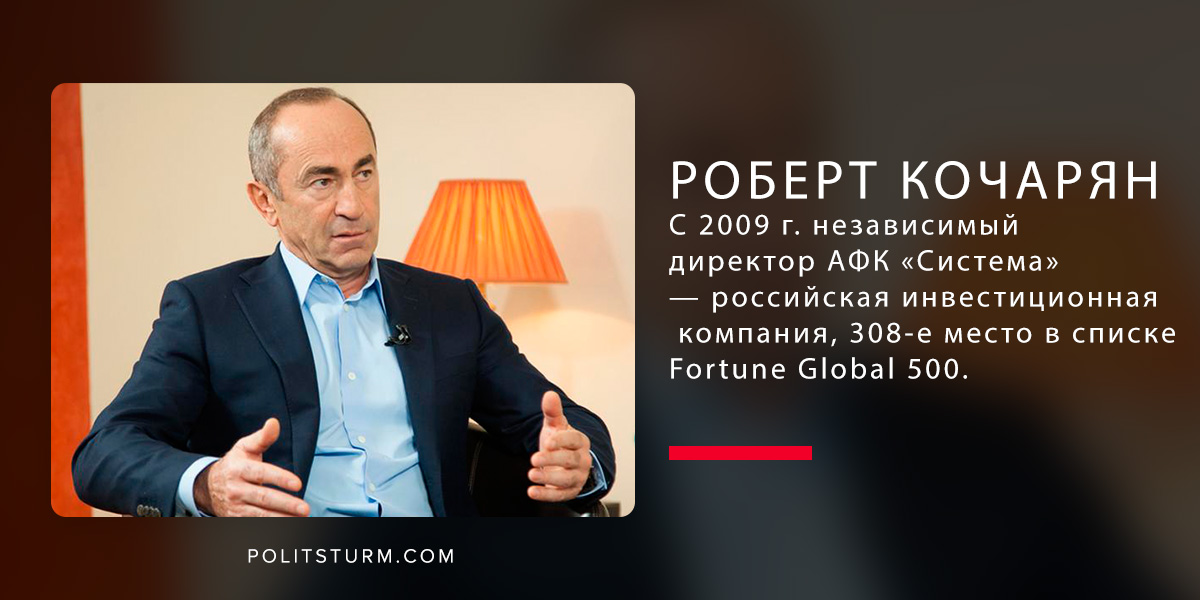 РОБЕРТ КОЧАРЯН
С 2009 г. независимый
директор АФК «Система»
— российская инвестиционная
компания, 308-е место в списке
Fortune Global 500.
POLITSTURM.COM